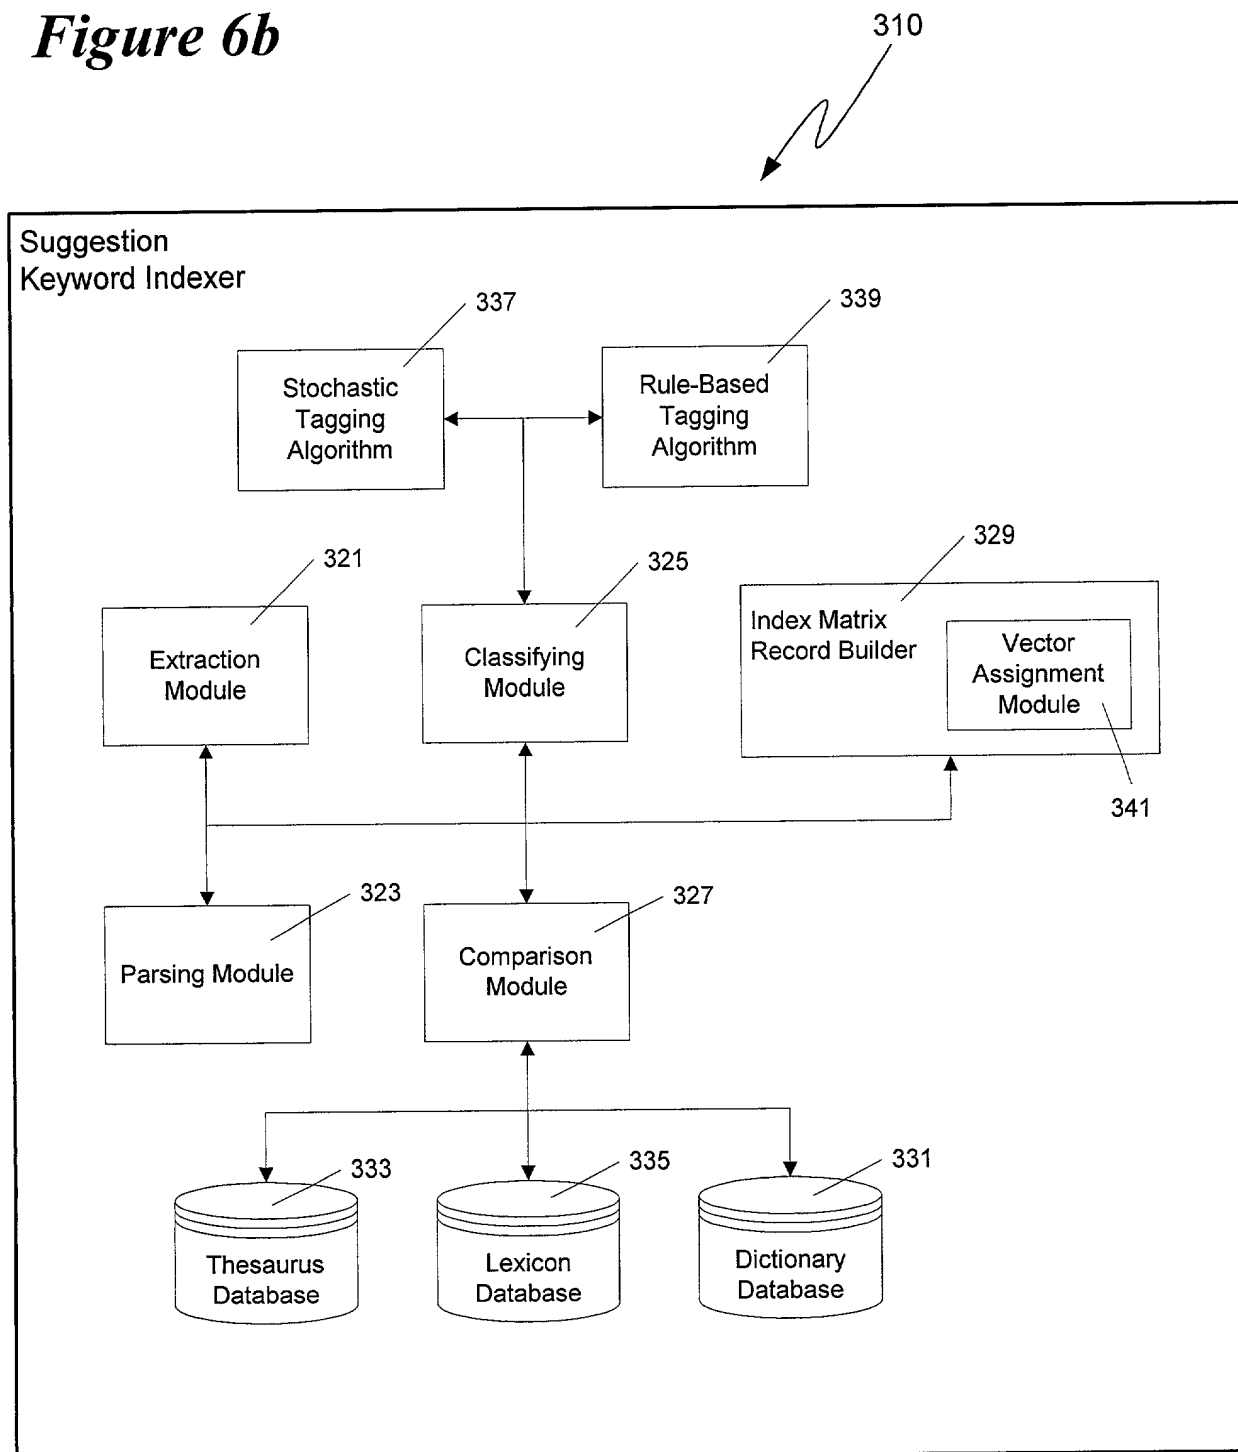 Figure 6b
310
Suggestion
Keyword Indexer
337
339
Stochastic
Tagging
Algorithm
Rule-Based
Tagging
Algorithm
321
325
329
Extraction
Module
Classifying
Module
Index Matrix
Record Builder
Vector
Assignment
Module
341
323
327
Parsing Module
Comparison
Module
333
335
331
Thesaurus
Database
Lexicon
Database
Dictionary
Database